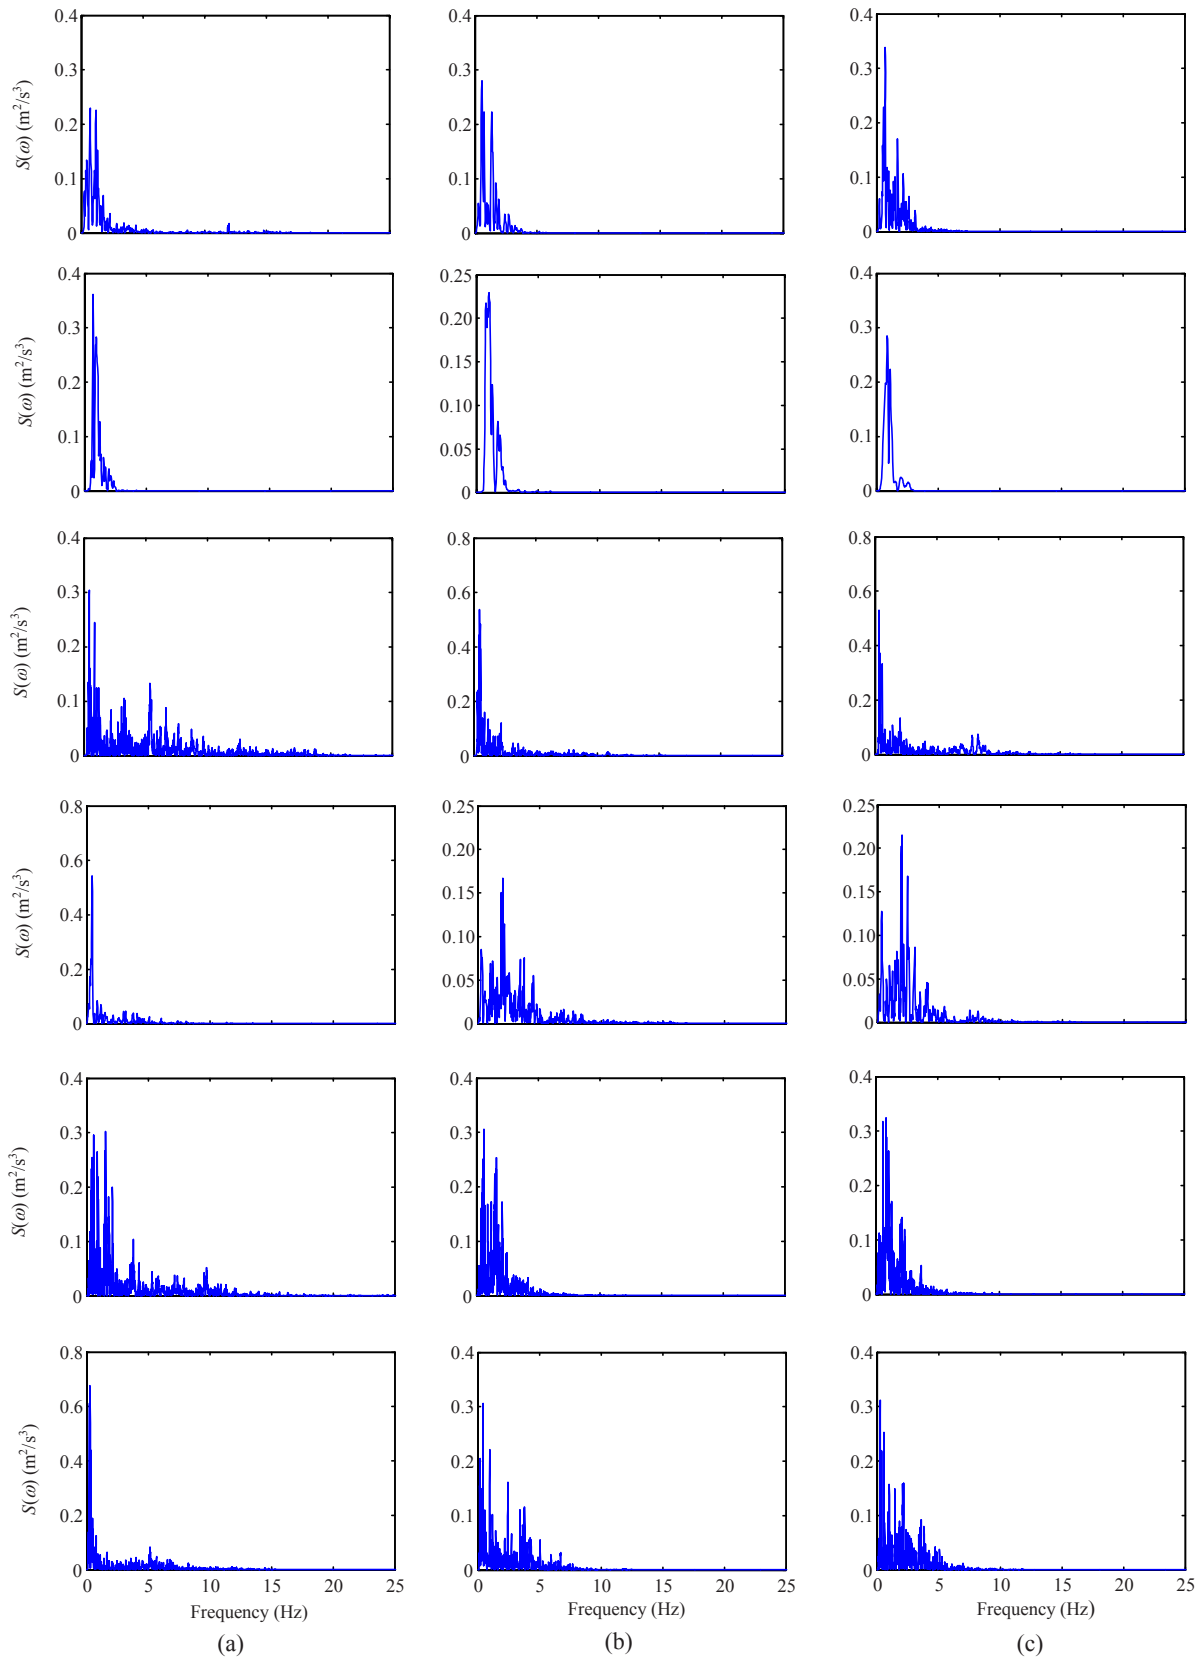 0.4 0.4 0.4
0.3 0.3 0.3
0.2 0.2 0.2
0.1 0.1 0.1
0 0 0
S(ω) (m²/s³)
0.4 0.25 0.4
0.3 0.20 0.3
0.2 0.15 0.2
0.10
0.1 0.05 0.1
0 0 0
S(ω) (m²/s³)
0.4 0.8 0.8
0.3 0.6 0.6
0.2 0.4 0.4
0.1 0.2 0.2
0 0 0
S(ω) (m²/s³)
0.8 0.25 0.25
0.6 0.20 0.20
0.4 0.15 0.15
0.10 0.10
0.2 0.05 0.05
0 0 0
S(ω) (m²/s³)
0.4 0.4 0.4
0.3 0.3 0.3
0.2 0.2 0.2
0.1 0.1 0.1
0 0 0
S(ω) (m²/s³)
0.8 0.4 0.4
0.6 0.3 0.3
0.4 0.2 0.2
0.2 0.1 0.1
0 0 0
S(ω) (m²/s³)
0 5 10 15 20 25 0 5 10 15 20 25 0 5 10 15 20 25
Frequency (Hz) Frequency (Hz) Frequency (Hz)
(a) (b) (c)